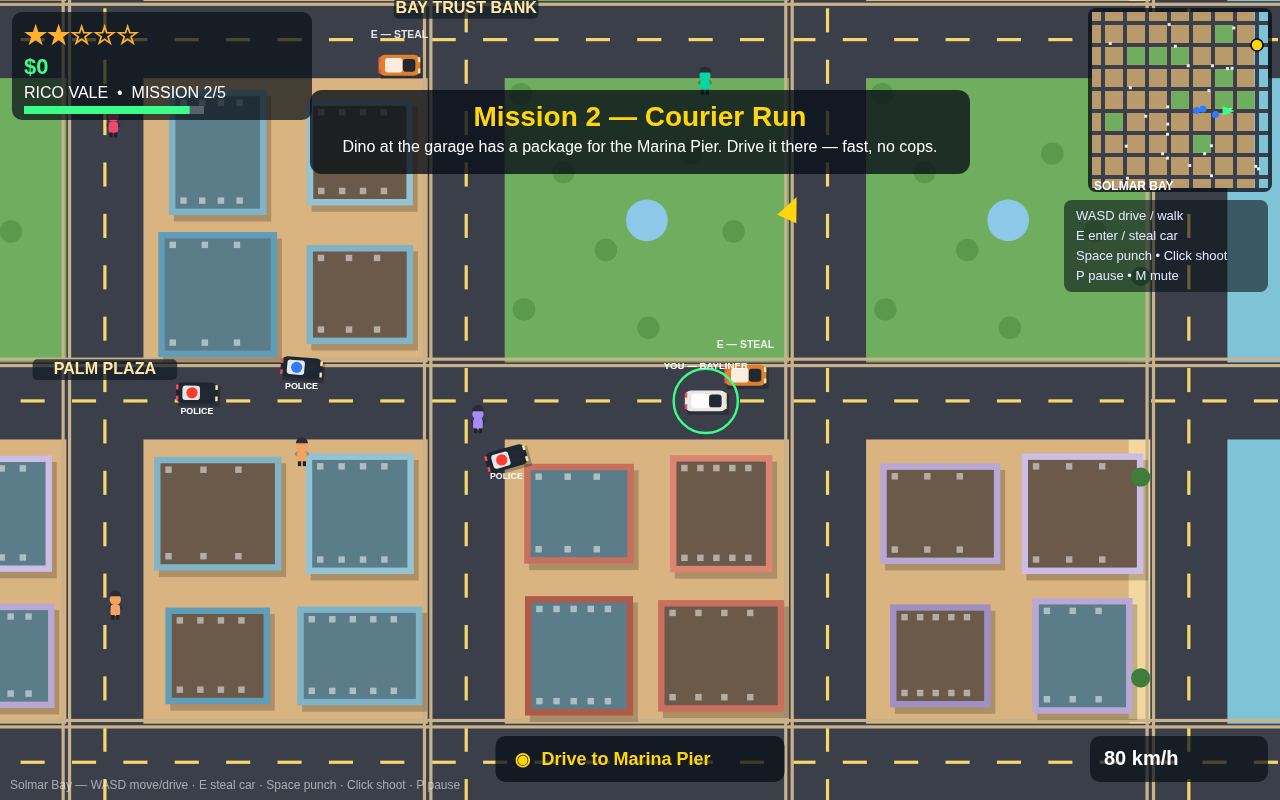 BAY TRUST BANK
★★☆☆☆
$0
RICO VALE • MISSION 2/5
E — STEAL
Mission 2 — Courier Run
Dino at the garage has a package for the Marina Pier. Drive it there — fast, no cops.
SOLMAR BAY
WASD drive / walk
E enter / steal car
Space punch • Click shoot
P pause • M mute
E — STEAL
YOU — BAYLINER
PALM PLAZA
POLICE
POLICE
POLICE
◉ Drive to Marina Pier
80 km/h
Solmar Bay — WASD move/drive · E steal car · Space punch · Click shoot · P pause